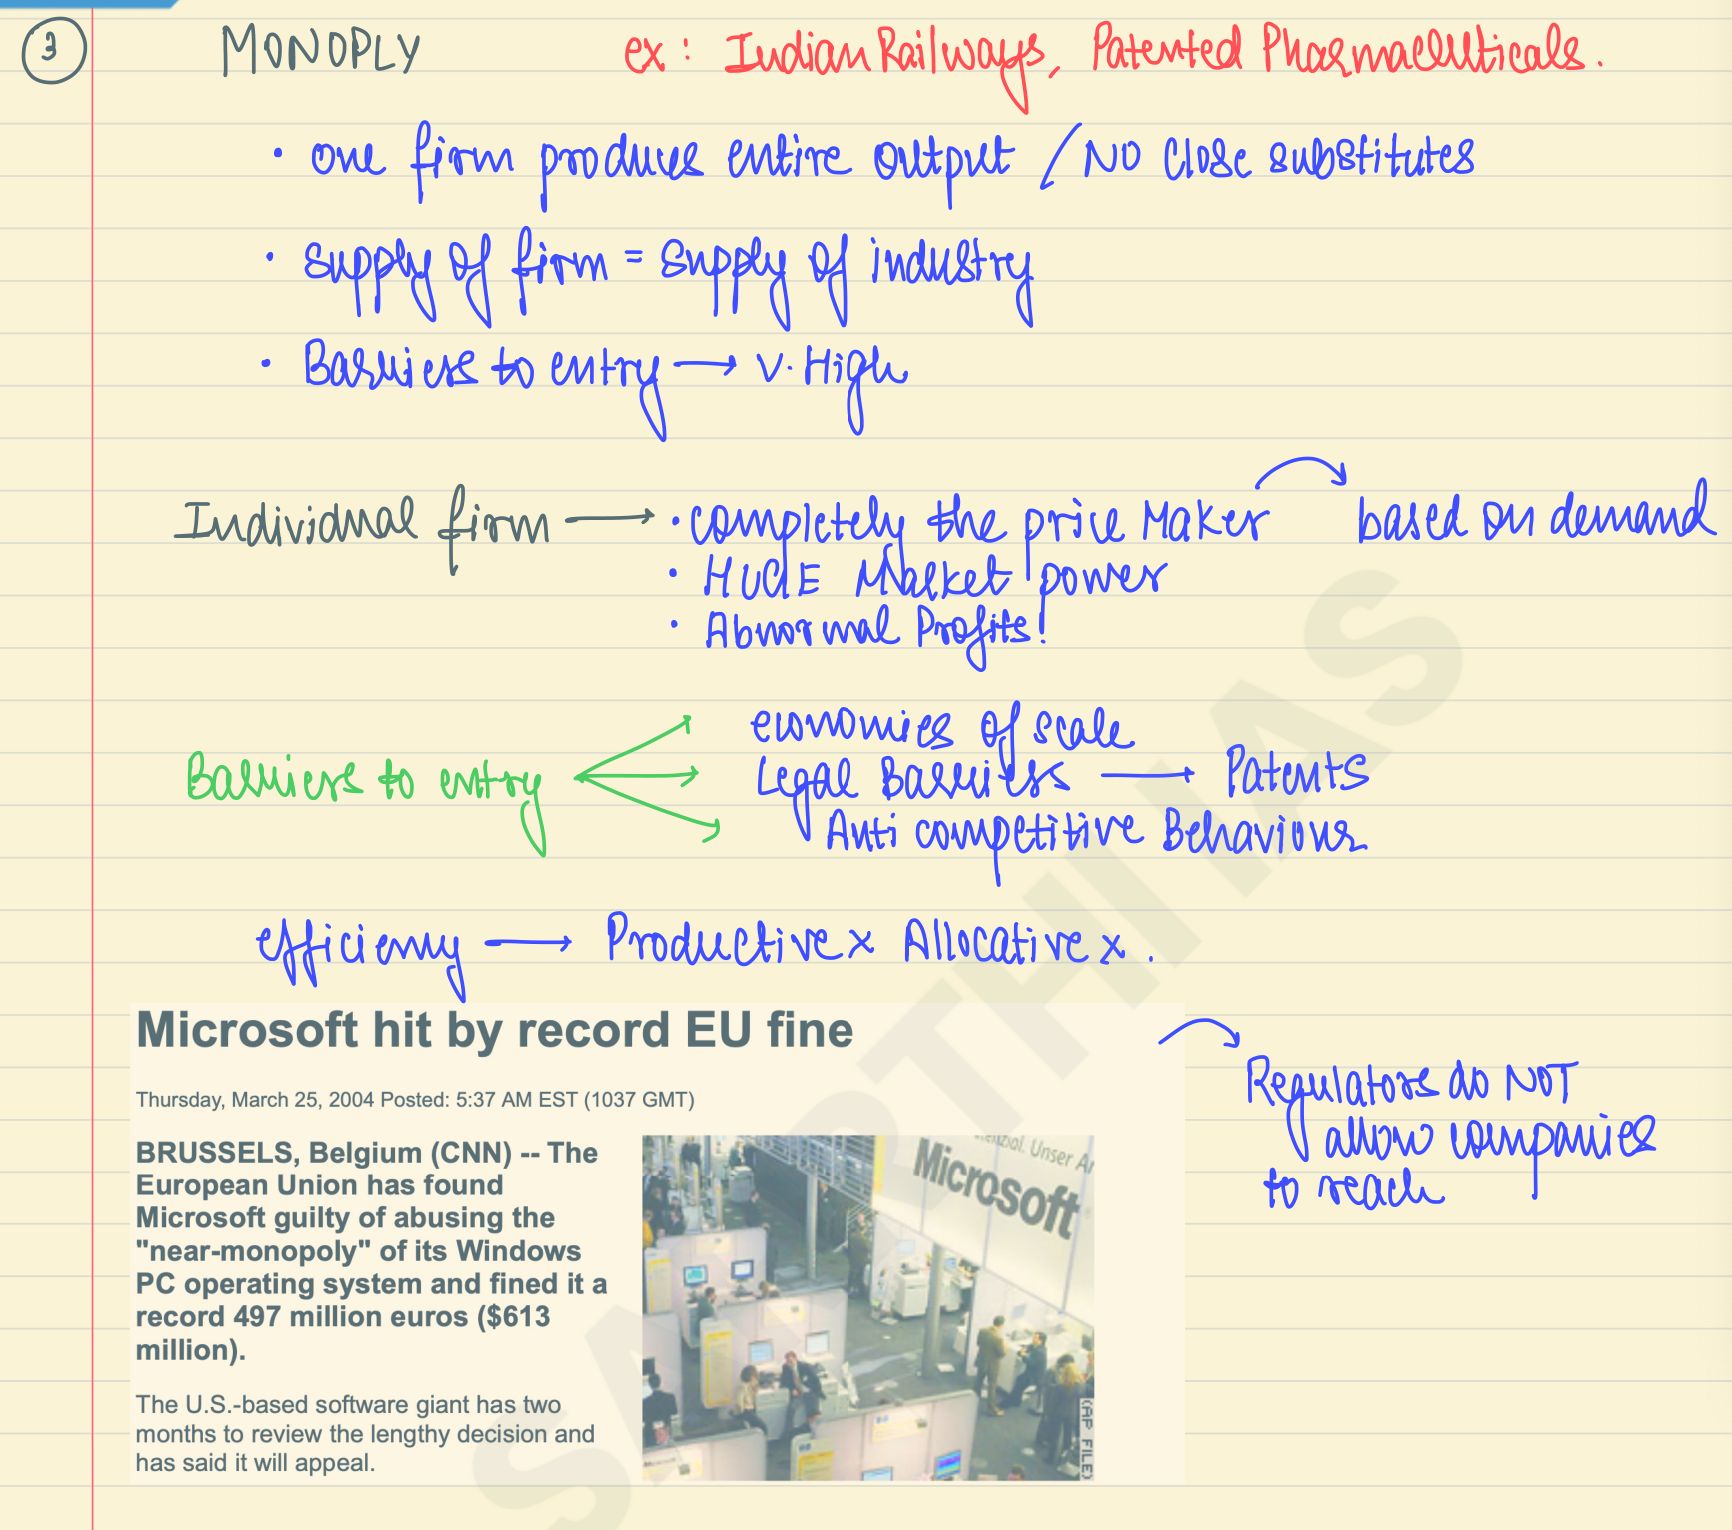 3 MONOPLY ex: Indian Railways, Patented Pharmaceuticals.
• one firm produces entire output / NO close substitutes
• supply of firm = supply of industry
• Barriers to entry → v. High
Individual firm → • completely the price Maker → based on demand
• HUGE Market power
• Abnormal Profits!
Barriers to entry
economies of scale
Legal Barriers → Patents
Anti competitive Behaviour
efficiency → Productive x Allocative x.
Microsoft hit by record EU fine
Thursday, March 25, 2004 Posted: 5:37 AM EST (1037 GMT)
BRUSSELS, Belgium (CNN) -- The
European Union has found
Microsoft guilty of abusing the
"near-monopoly" of its Windows
PC operating system and fined it a
record 497 million euros ($613
million).
The U.S.-based software giant has two
months to review the lengthy decision and
has said it will appeal.
Unser
Microsoft
(AP FILE)
Regulators do NOT
allow companies
to reach
SARTHI IAS